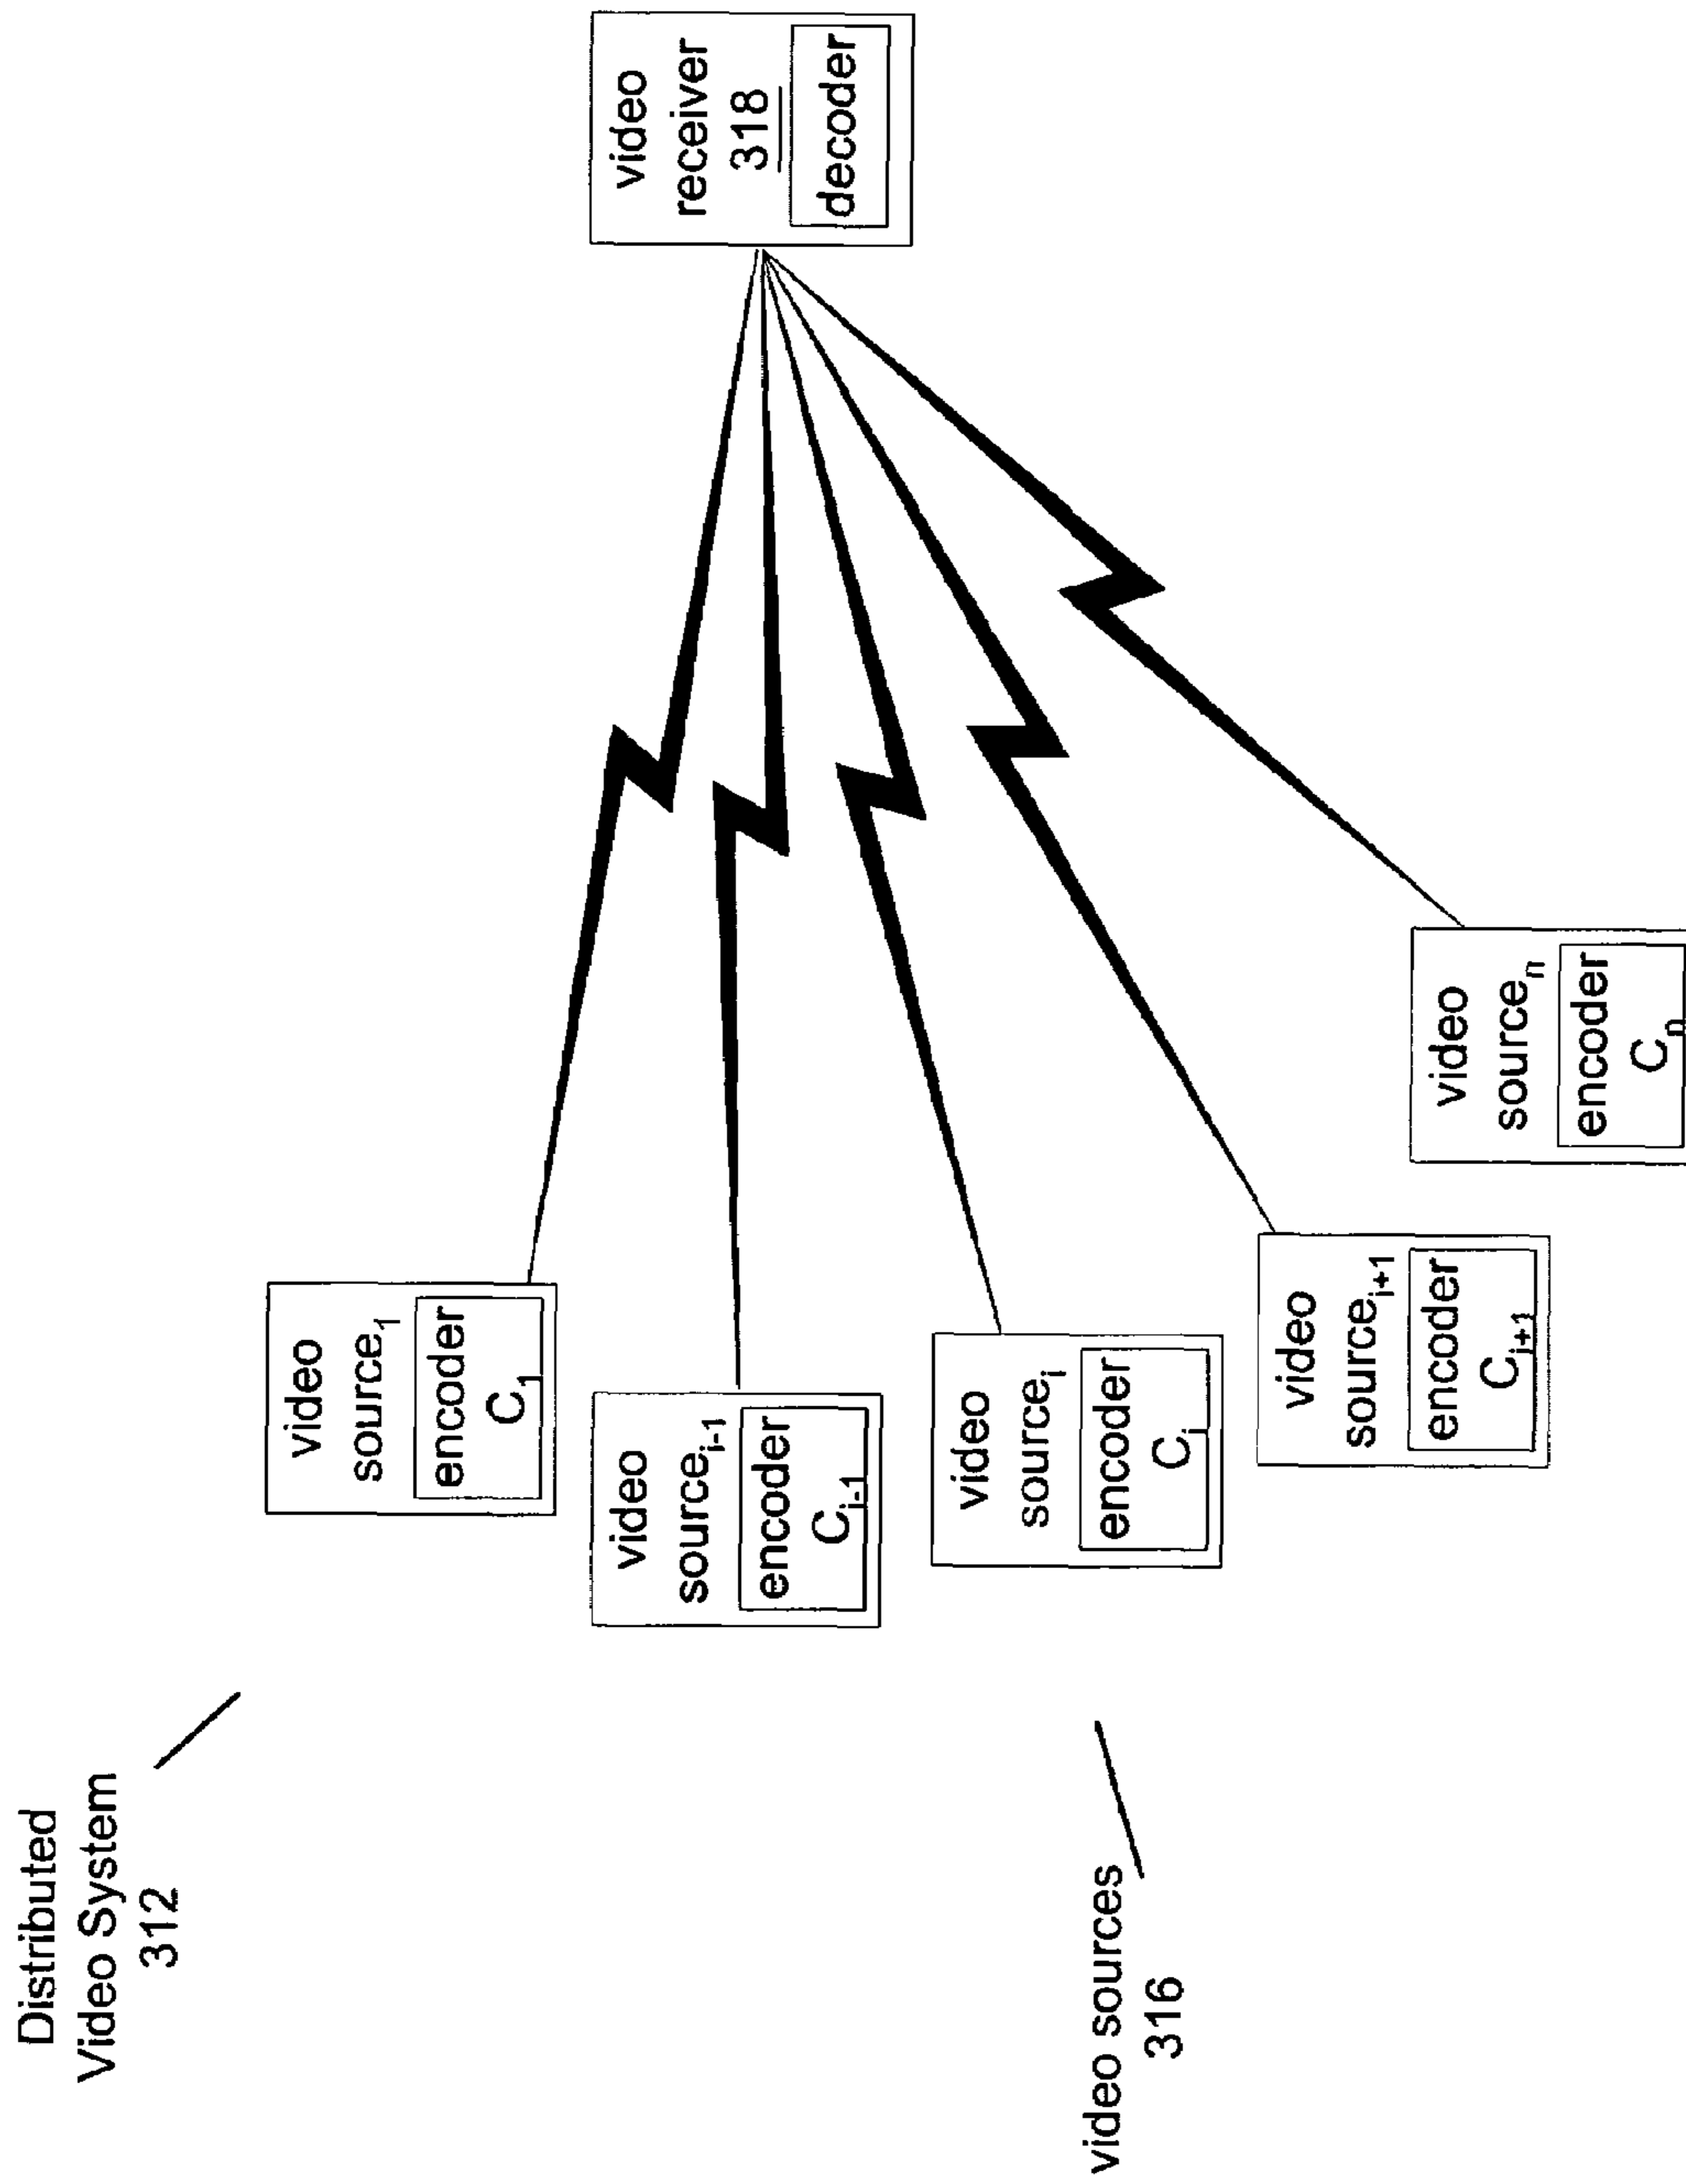 Distributed
Video System
312
video sources
316
video
source1
encoder
C1
video
sourcei-1
encoder
Ci-1
video
sourcei
encoder
Ci
video
sourcei+1
encoder
Ci+1
video
sourcen
encoder
Cn
video
receiver
318
decoder